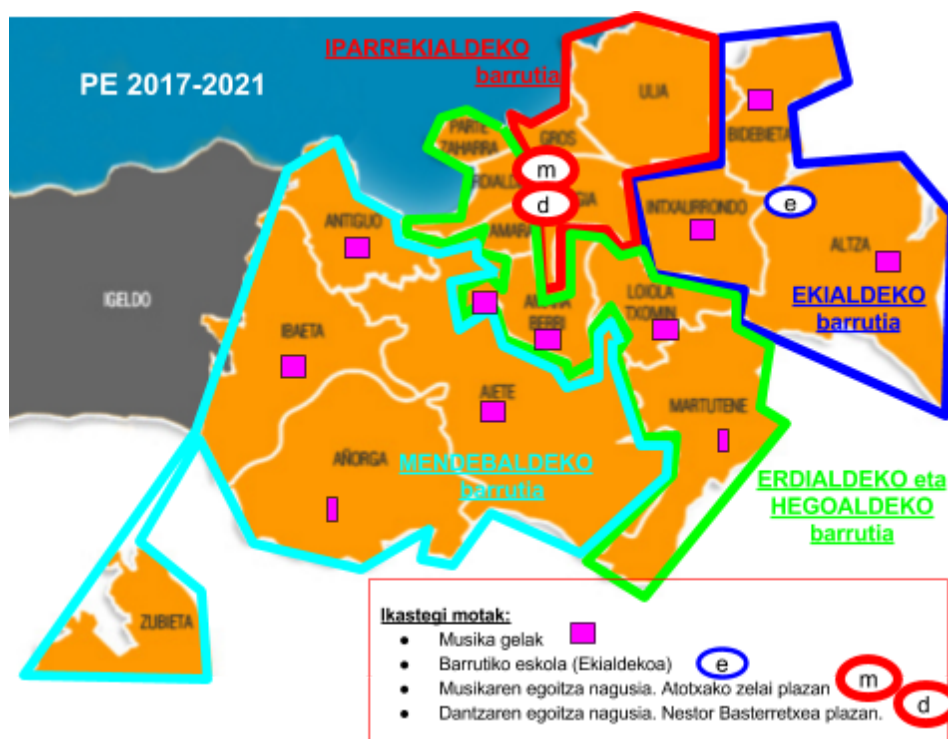 IPARREKIALDEKO
barrutia
PE 2017-2021
ULIA
PARTE
ZAHARRA
GROS
BIDEBIETA
m
d
e
ANTIGUO
AMARA
INTXAURRONDO
ALTZA
IGELDO
EKIALDEKO
barrutia
LOIOLA
TXOMIN
BERRI
IBAETA
AIETE
MARTUTENE
AÑORGA
MENDEBALDEKO
barrutia
ERDIALDEKO eta
HEGOALDEKO
barrutia
ZUBIETA
Ikastegi motak:
● Musika gelak
● Barrutiko eskola (Ekialdekoa) e
● Musikaren egoitza nagusia. Atotxako zelai plazan m
● Dantzaren egoitza nagusia. Nestor Basterretxea plazan. d